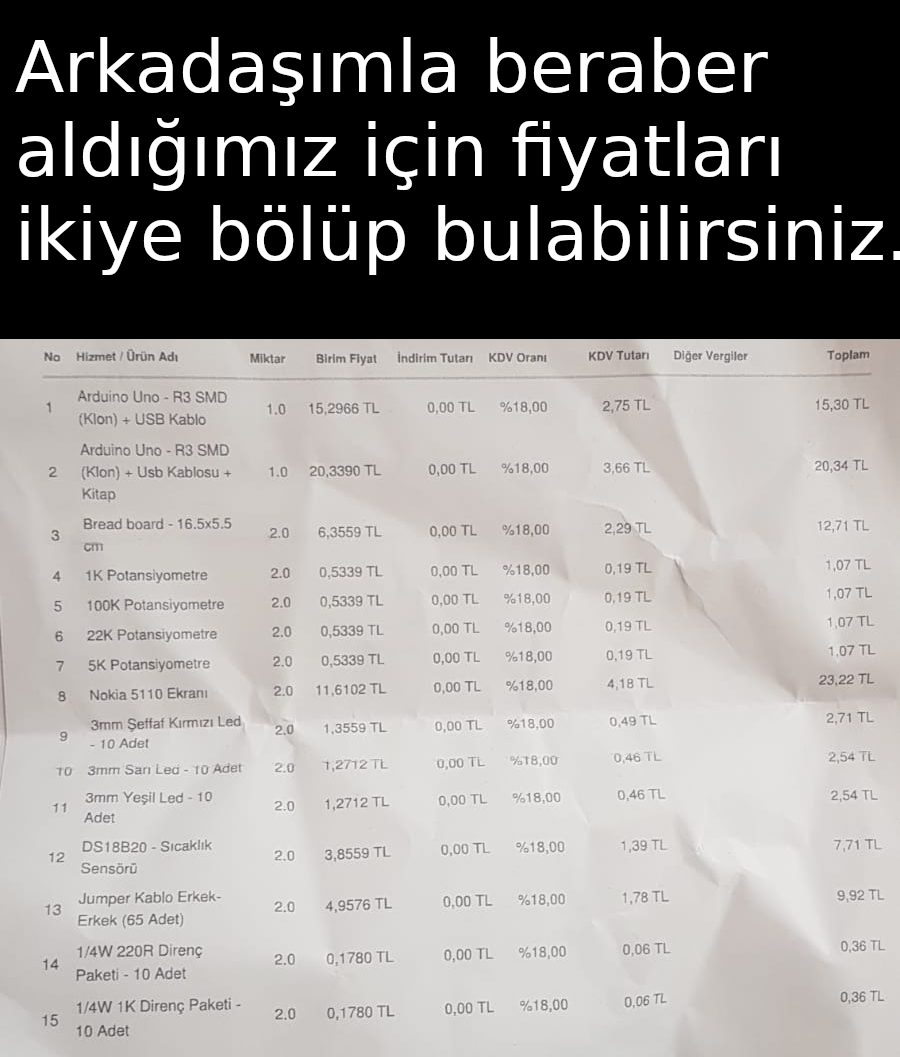 Arkadaşımla beraber
aldığımız için fiyatları
ikiye bölüp bulabilirsiniz.
No Hizmet / Ürün Adı Miktar Birim Fiyat İndirim Tutarı KDV Oranı KDV Tutarı Diğer Vergiler Toplam
1 Arduino Uno - R3 SMD 1.0 15,2966 TL 0,00 TL %18,00 2,75 TL 15,30 TL
(Klon) + USB Kablo
Arduino Uno - R3 SMD
2 (Klon) + Usb Kablosu + 1.0 20,3390 TL 0,00 TL %18,00 3,66 TL 20,34 TL
Kitap
3 Bread board - 16.5x5.5 2.0 6,3559 TL 0,00 TL %18,00 2,29 TL 12,71 TL
cm
4 1K Potansiyometre 2.0 0,5339 TL 0,00 TL %18,00 0,19 TL 1,07 TL
5 100K Potansiyometre 2.0 0,5339 TL 0,00 TL %18,00 0,19 TL 1,07 TL
6 22K Potansiyometre 2.0 0,5339 TL 0,00 TL %18,00 0,19 TL 1,07 TL
7 5K Potansiyometre 2.0 0,5339 TL 0,00 TL %18,00 0,19 TL 1,07 TL
8 Nokia 5110 Ekranı 2.0 11,6102 TL 0,00 TL %18,00 4,18 TL 23,22 TL
9 3mm Şeffaf Kırmızı Led 2.0 1,3559 TL 0,00 TL %18,00 0,49 TL 2,71 TL
- 10 Adet
10 3mm Sarı Led - 10 Adet 2.0 1,2712 TL 0,00 TL %18,00 0,46 TL 2,54 TL
11 3mm Yeşil Led - 10 2.0 1,2712 TL 0,00 TL %18,00 0,46 TL 2,54 TL
Adet
12 DS18B20 - Sıcaklık 2.0 3,8559 TL 0,00 TL %18,00 1,39 TL 7,71 TL
Sensörü
13 Jumper Kablo Erkek- 2.0 4,9576 TL 0,00 TL %18,00 1,78 TL 9,92 TL
Erkek (65 Adet)
14 1/4W 220R Direnç 2.0 0,1780 TL 0,00 TL %18,00 0,06 TL 0,36 TL
Paketi - 10 Adet
15 1/4W 1K Direnç Paketi - 2.0 0,1780 TL 0,00 TL %18,00 0,06 TL 0,36 TL
10 Adet